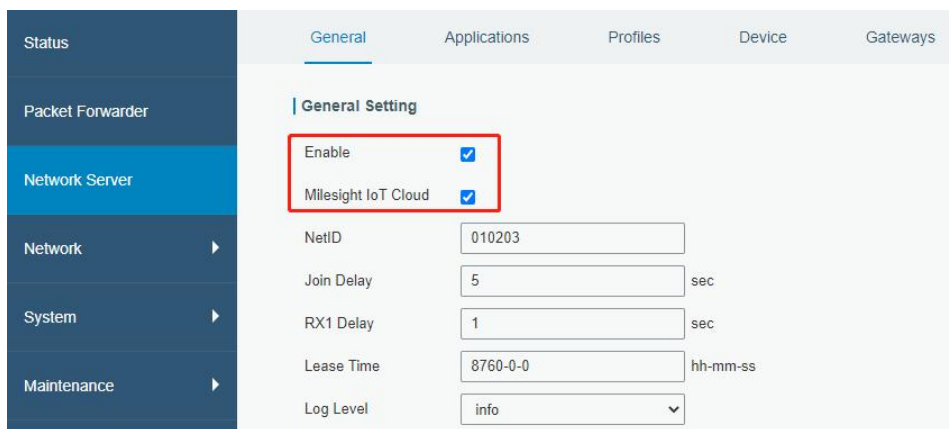 Status
Packet Forwarder
Network Server
Network
System
Maintenance
General Applications Profiles Device Gateways
General Setting
Enable
Milesight IoT Cloud
NetID 010203
Join Delay 5 sec
RX1 Delay 1 sec
Lease Time 8760-0-0 hh-mm-ss
Log Level info